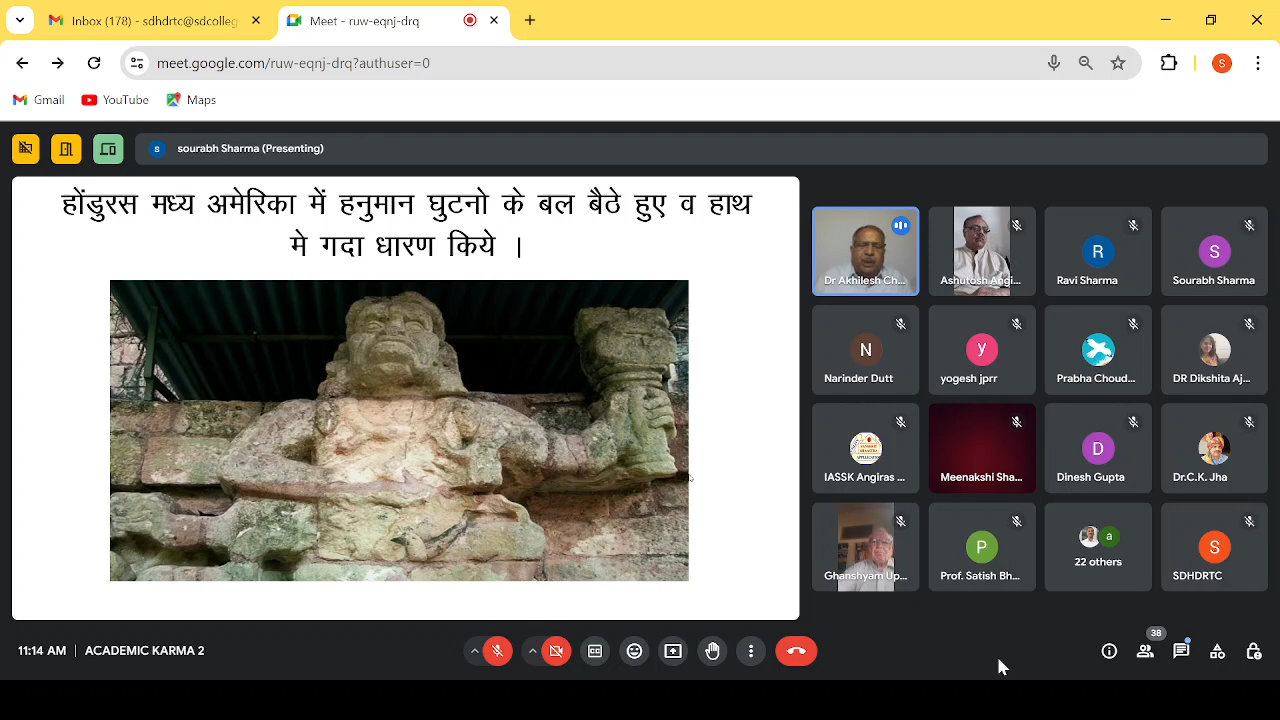 Inbox (178) - sdhdrtc@sdcolleg
Meet - ruw-eqnj-drq
meet.google.com/ruw-eqnj-drq?authuser=0
S
Gmail YouTube Maps
s sourabh Sharma (Presenting)
होंडुरस मध्य अमेरिका में हनुमान घुटनो के बल बैठे हुए व हाथ
मे गदा धारण किये ।
Dr Akhilesh Ch... Ashutosh Angi... R Ravi Sharma S Sourabh Sharma
N Narinder Dutt y yogesh jprr Prabha Choud... DR Dikshita Aj...
IASSK Angiras ... Meenakshi Sha... D Dinesh Gupta Dr.C.K. Jha
Ghanshyam Up... P Prof. Satish Bh... a 22 others S SDHDRTC
11:14 AM | ACADEMIC KARMA 2
38